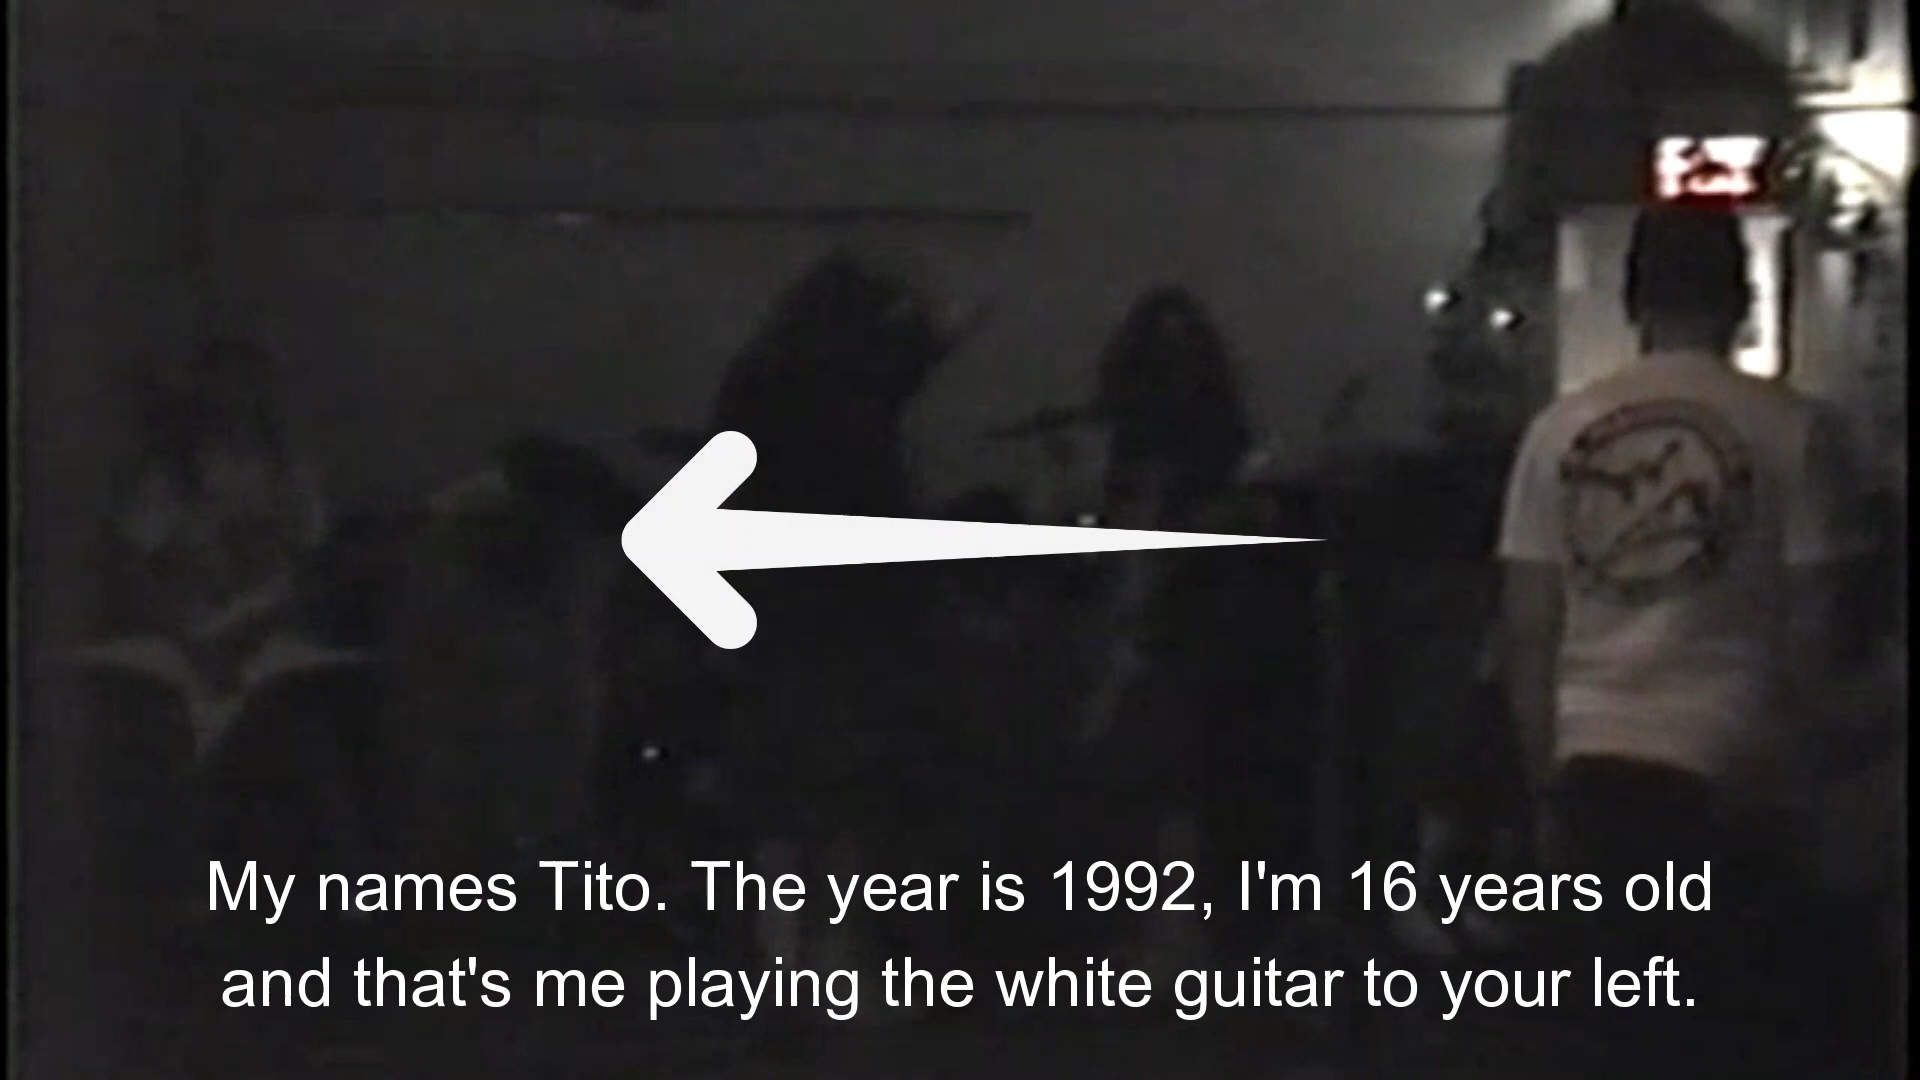 My names Tito. The year is 1992, I'm 16 years old
and that's me playing the white guitar to your left.